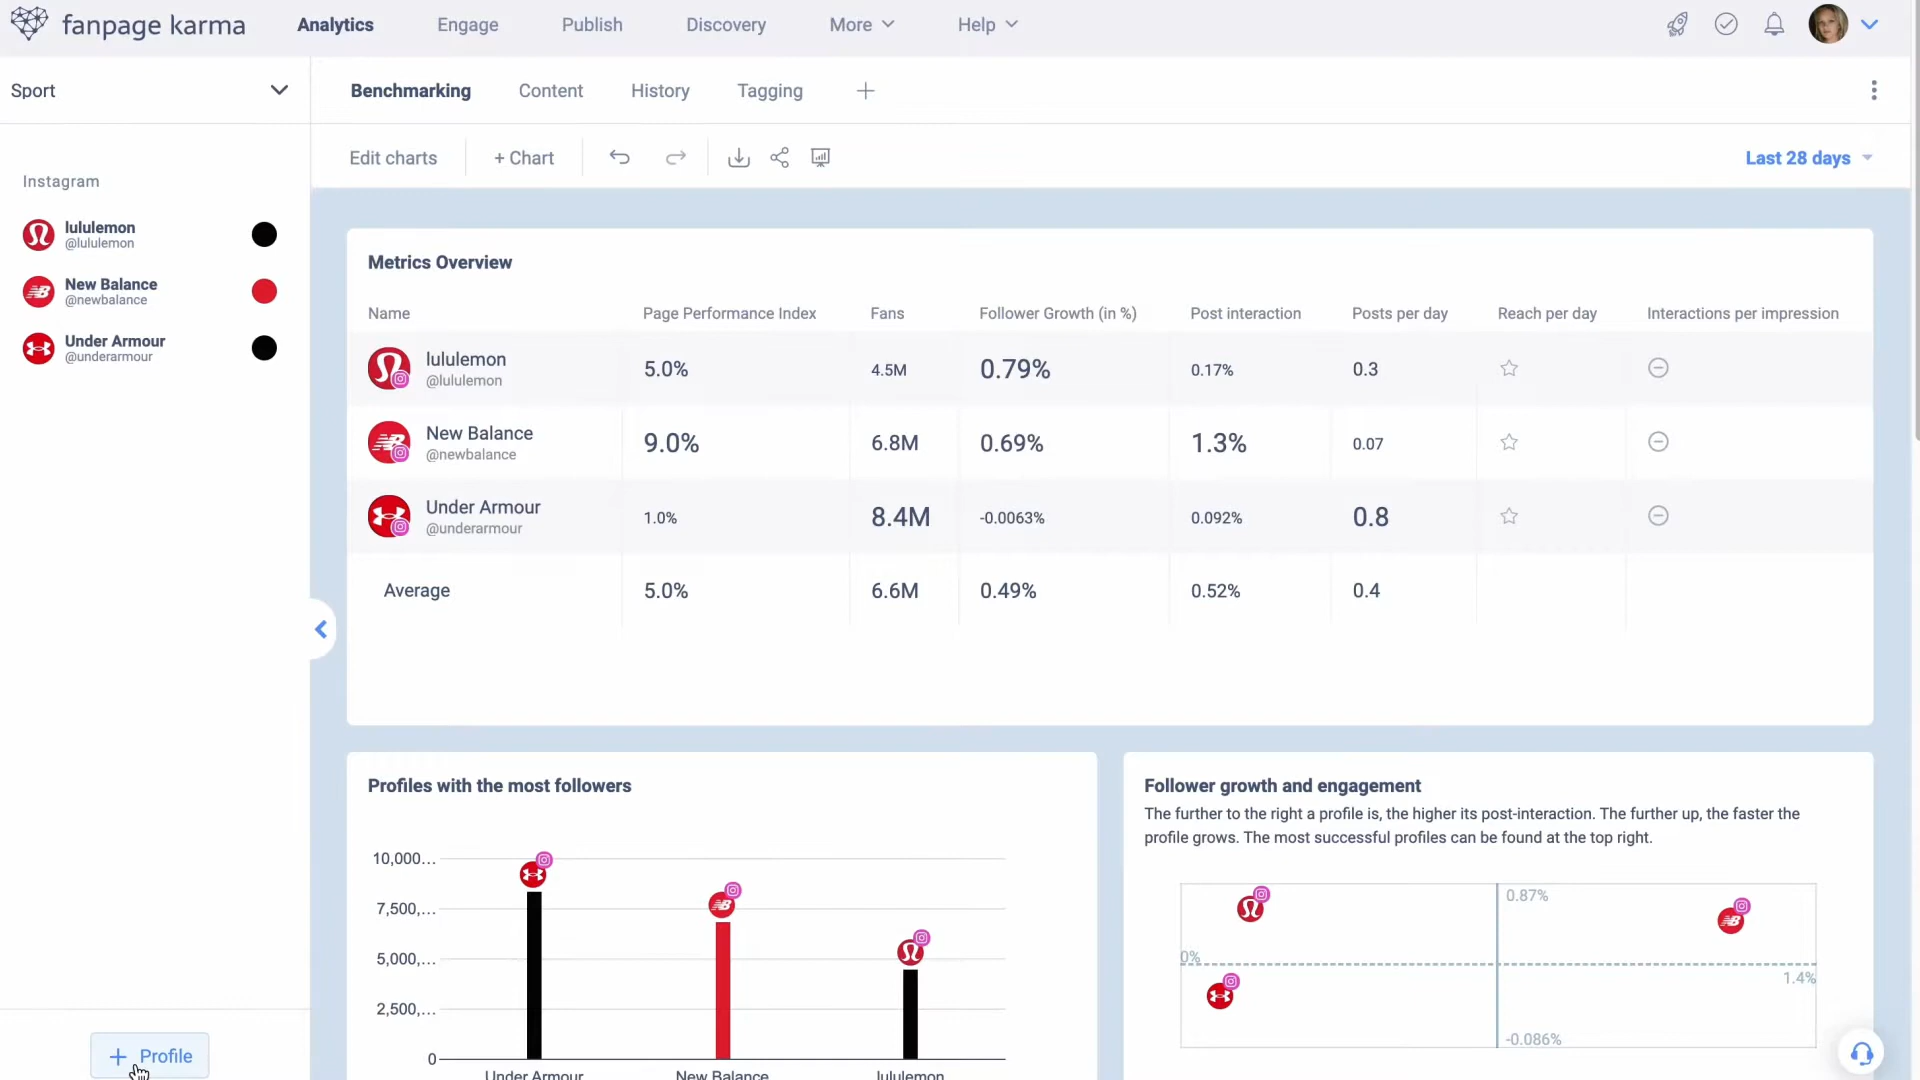 fanpage karma
Analytics
Engage
Publish
Discovery
More
Help
Sport
Benchmarking
Content
History
Tagging
Edit charts
+ Chart
Last 28 days
Instagram
lululemon
@lululemon
New Balance
@newbalance
Under Armour
@underarmour
Metrics Overview
Name Page Performance Index Fans Follower Growth (in %) Post interaction Posts per day Reach per day Interactions per impression
lululemon
@lululemon
5.0% 4.5M 0.79% 0.17% 0.3
New Balance
@newbalance
9.0% 6.8M 0.69% 1.3% 0.07
Under Armour
@underarmour
1.0% 8.4M -0.0063% 0.092% 0.8
Average 5.0% 6.6M 0.49% 0.52% 0.4
Profiles with the most followers
10,000...
7,500,...
5,000,...
2,500,...
0
Under Armour
New Balance
lululemon
Follower growth and engagement
The further to the right a profile is, the higher its post-interaction. The further up, the faster the
profile grows. The most successful profiles can be found at the top right.
0.87%
0%
1.4%
-0.086%
+ Profile